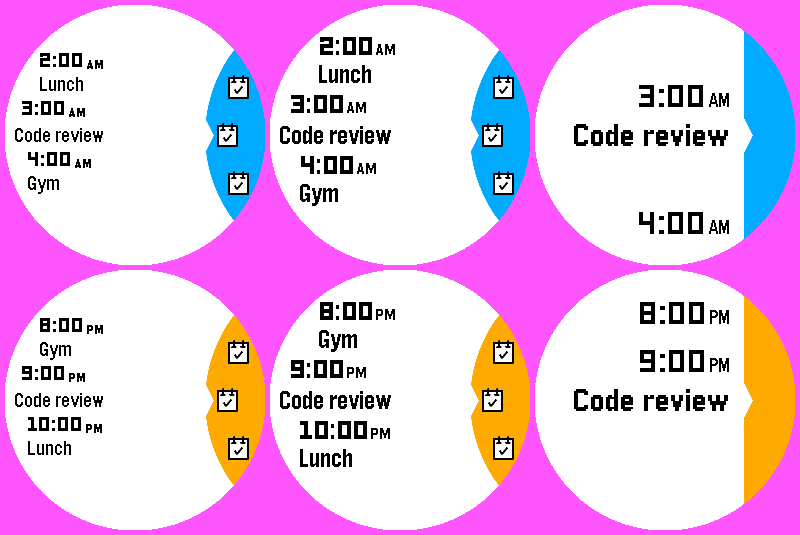 2:00 AM
Lunch
3:00 AM
Code review
4:00 AM
Gym
2:00 AM
Lunch
3:00 AM
Code review
4:00 AM
Gym
3:00 AM
Code review
4:00 AM
8:00 PM
Gym
9:00 PM
Code review
10:00 PM
Lunch
8:00 PM
Gym
9:00 PM
Code review
10:00 PM
Lunch
8:00 PM
9:00 PM
Code review